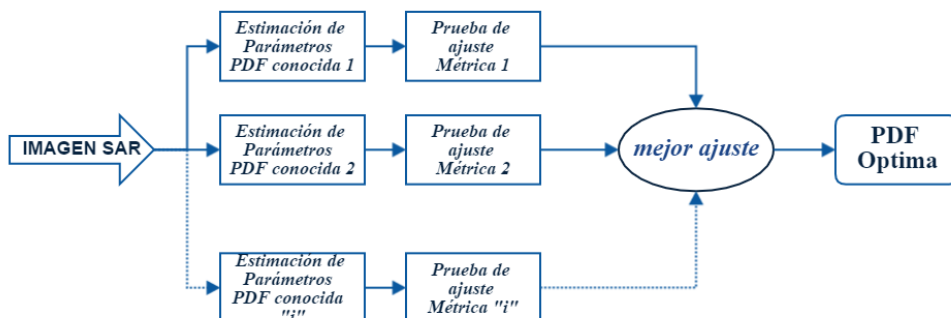 Estimación de
Parámetros
PDF conocida 1
Prueba de
ajuste
Métrica 1
IMAGEN SAR
Estimación de
Parámetros
PDF conocida 2
Prueba de
ajuste
Métrica 2
mejor ajuste
PDF
Optima
Estimación de
Parámetros
PDF conocida
"i"
Prueba de
ajuste
Métrica "i"